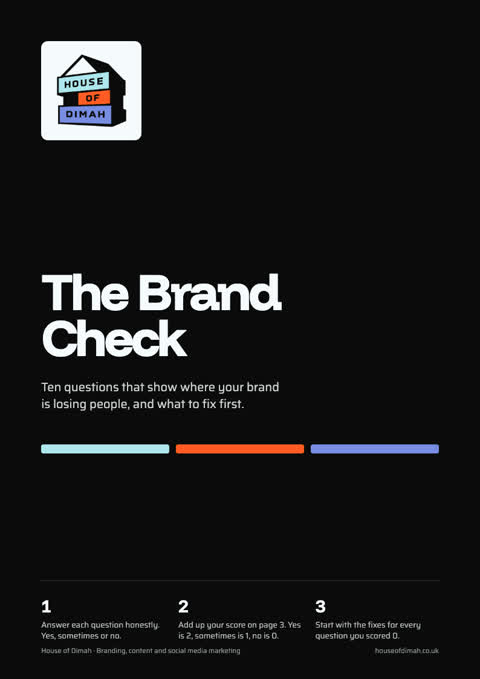 HOUSE
OF
DIMAH
The Brand
Check
Ten questions that show where your brand
is losing people, and what to fix first.
1
Answer each question honestly.
Yes, sometimes or no.
2
Add up your score on page 3. Yes
is 2, sometimes is 1, no is 0.
3
Start with the fixes for every
question you scored 0.
House of Dimah · Branding, content and social media marketing
houseofdimah.co.uk